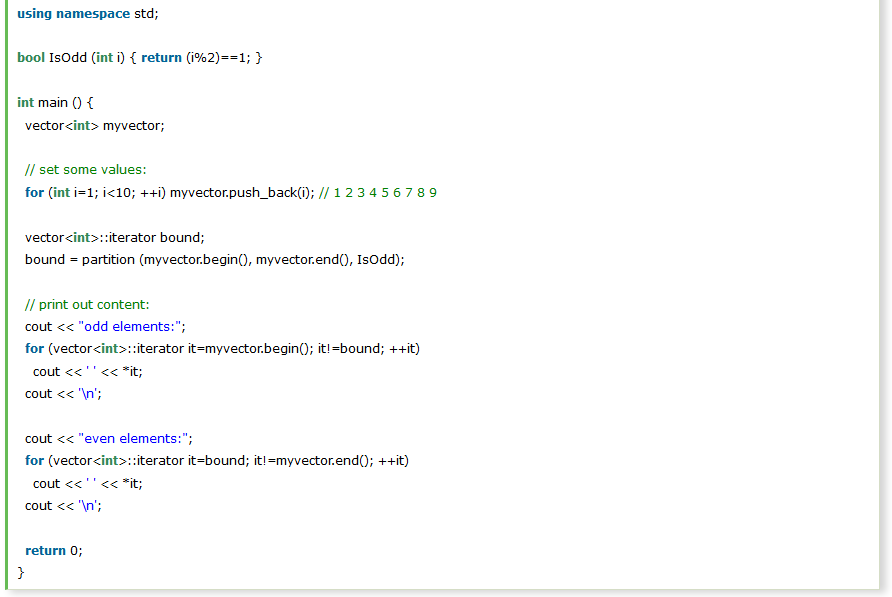 using namespace std;
bool IsOdd (int i) { return (i%2)==1; }
int main () {
vector<int> myvector;
// set some values:
for (int i=1; i<10; ++i) myvector.push_back(i); // 1 2 3 4 5 6 7 8 9
vector<int>::iterator bound;
bound = partition (myvector.begin(), myvector.end(), IsOdd);
// print out content:
cout << "odd elements:";
for (vector<int>::iterator it=myvector.begin(); it!=bound; ++it)
cout << ' ' << *it;
cout << '\n';
cout << "even elements:";
for (vector<int>::iterator it=bound; it!=myvector.end(); ++it)
cout << ' ' << *it;
cout << '\n';
return 0;
}